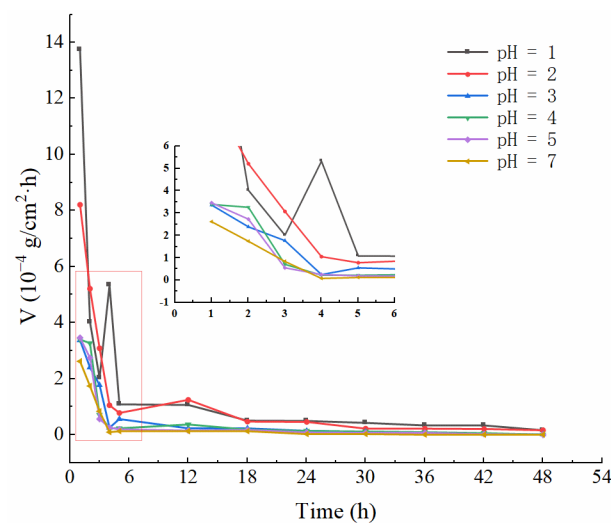 V (10⁻⁴ g/cm²·h)
14
12
10
8
6
4
2
0
0 6 12 18 24 30 36 42 48 54
Time (h)
pH = 1
pH = 2
pH = 3
pH = 4
pH = 5
pH = 7
6
5
4
3
2
1
0
-1
0 1 2 3 4 5 6